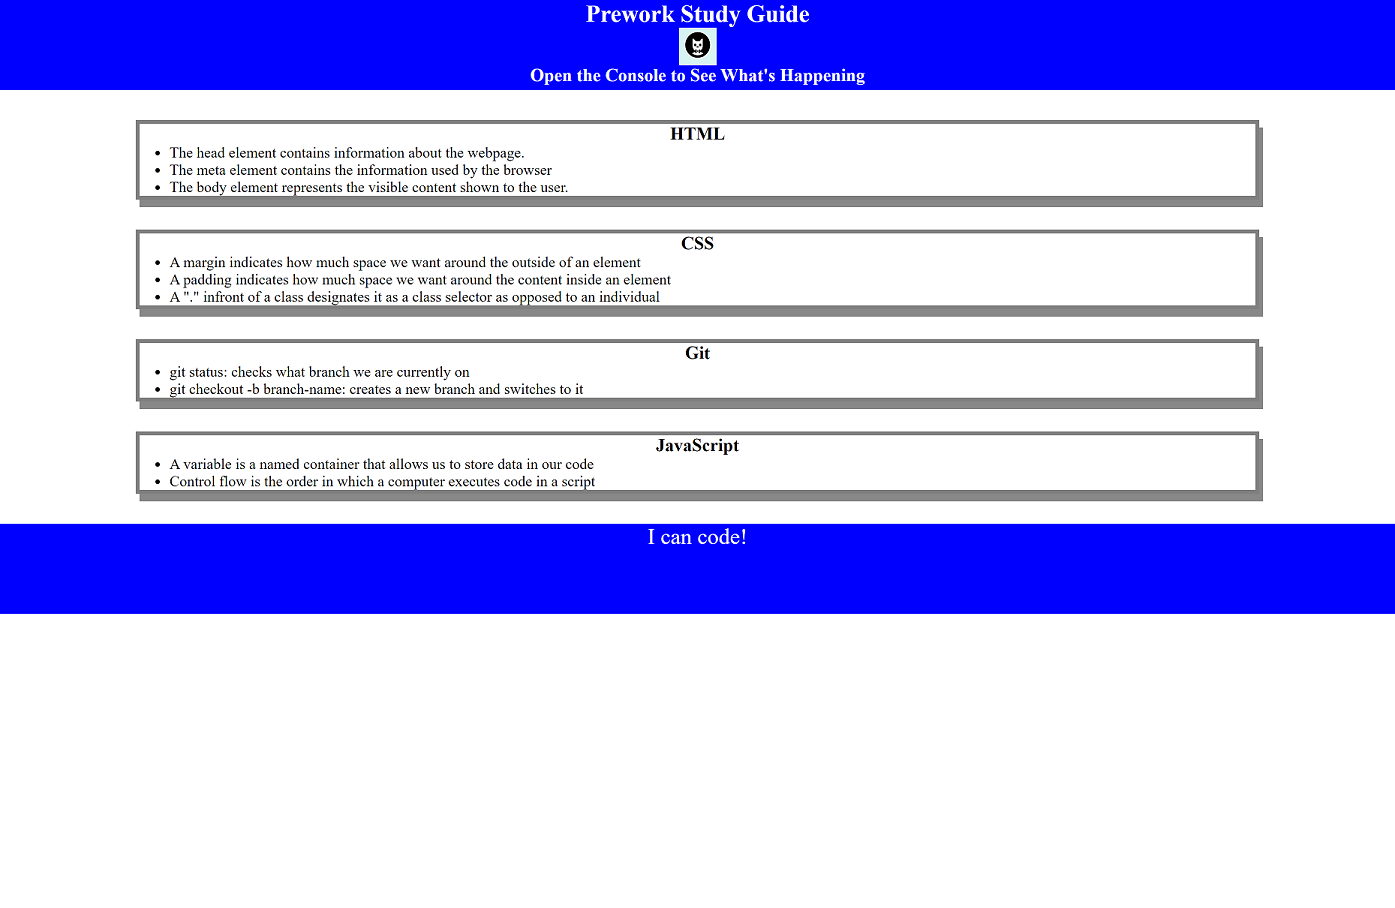 Prework Study Guide
Open the Console to See What's Happening
HTML
The head element contains information about the webpage.
The meta element contains the information used by the browser
The body element represents the visible content shown to the user.
CSS
A margin indicates how much space we want around the outside of an element
A padding indicates how much space we want around the content inside an element
A "." infront of a class designates it as a class selector as opposed to an individual
Git
git status: checks what branch we are currently on
git checkout -b branch-name: creates a new branch and switches to it
JavaScript
A variable is a named container that allows us to store data in our code
Control flow is the order in which a computer executes code in a script
I can code!